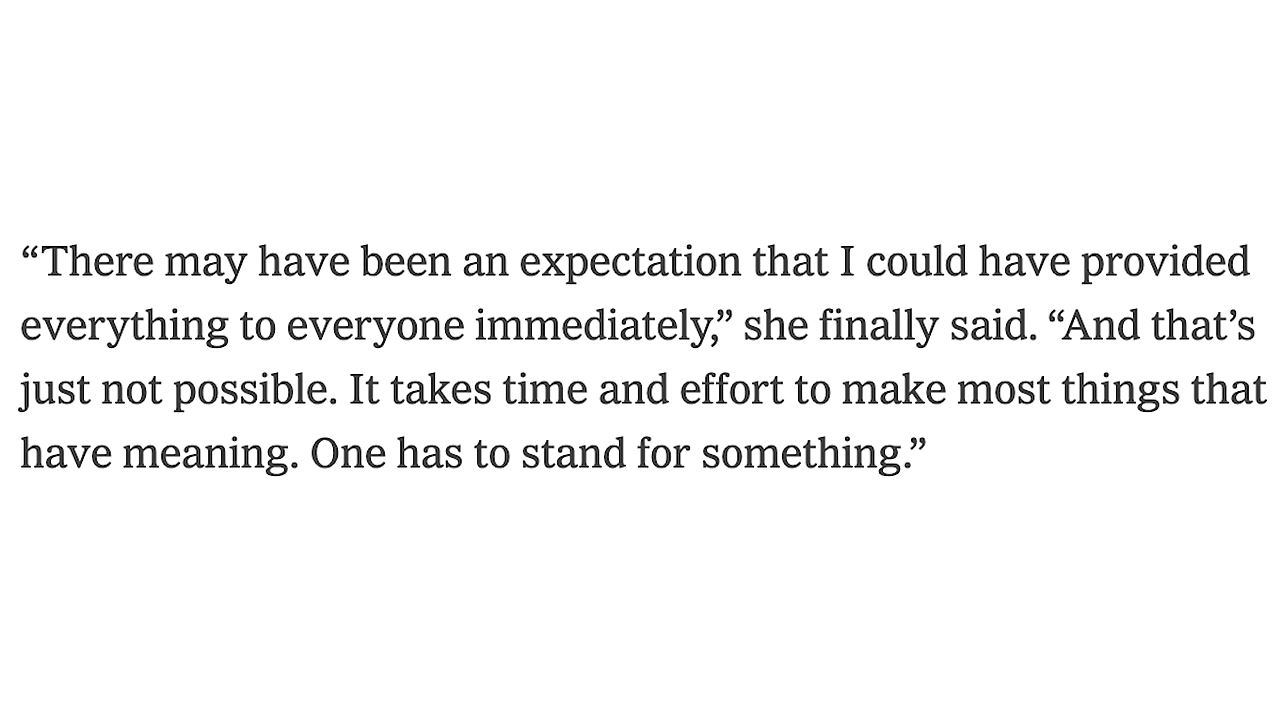 “There may have been an expectation that I could have provided
everything to everyone immediately,” she finally said. “And that’s
just not possible. It takes time and effort to make most things that
have meaning. One has to stand for something.”